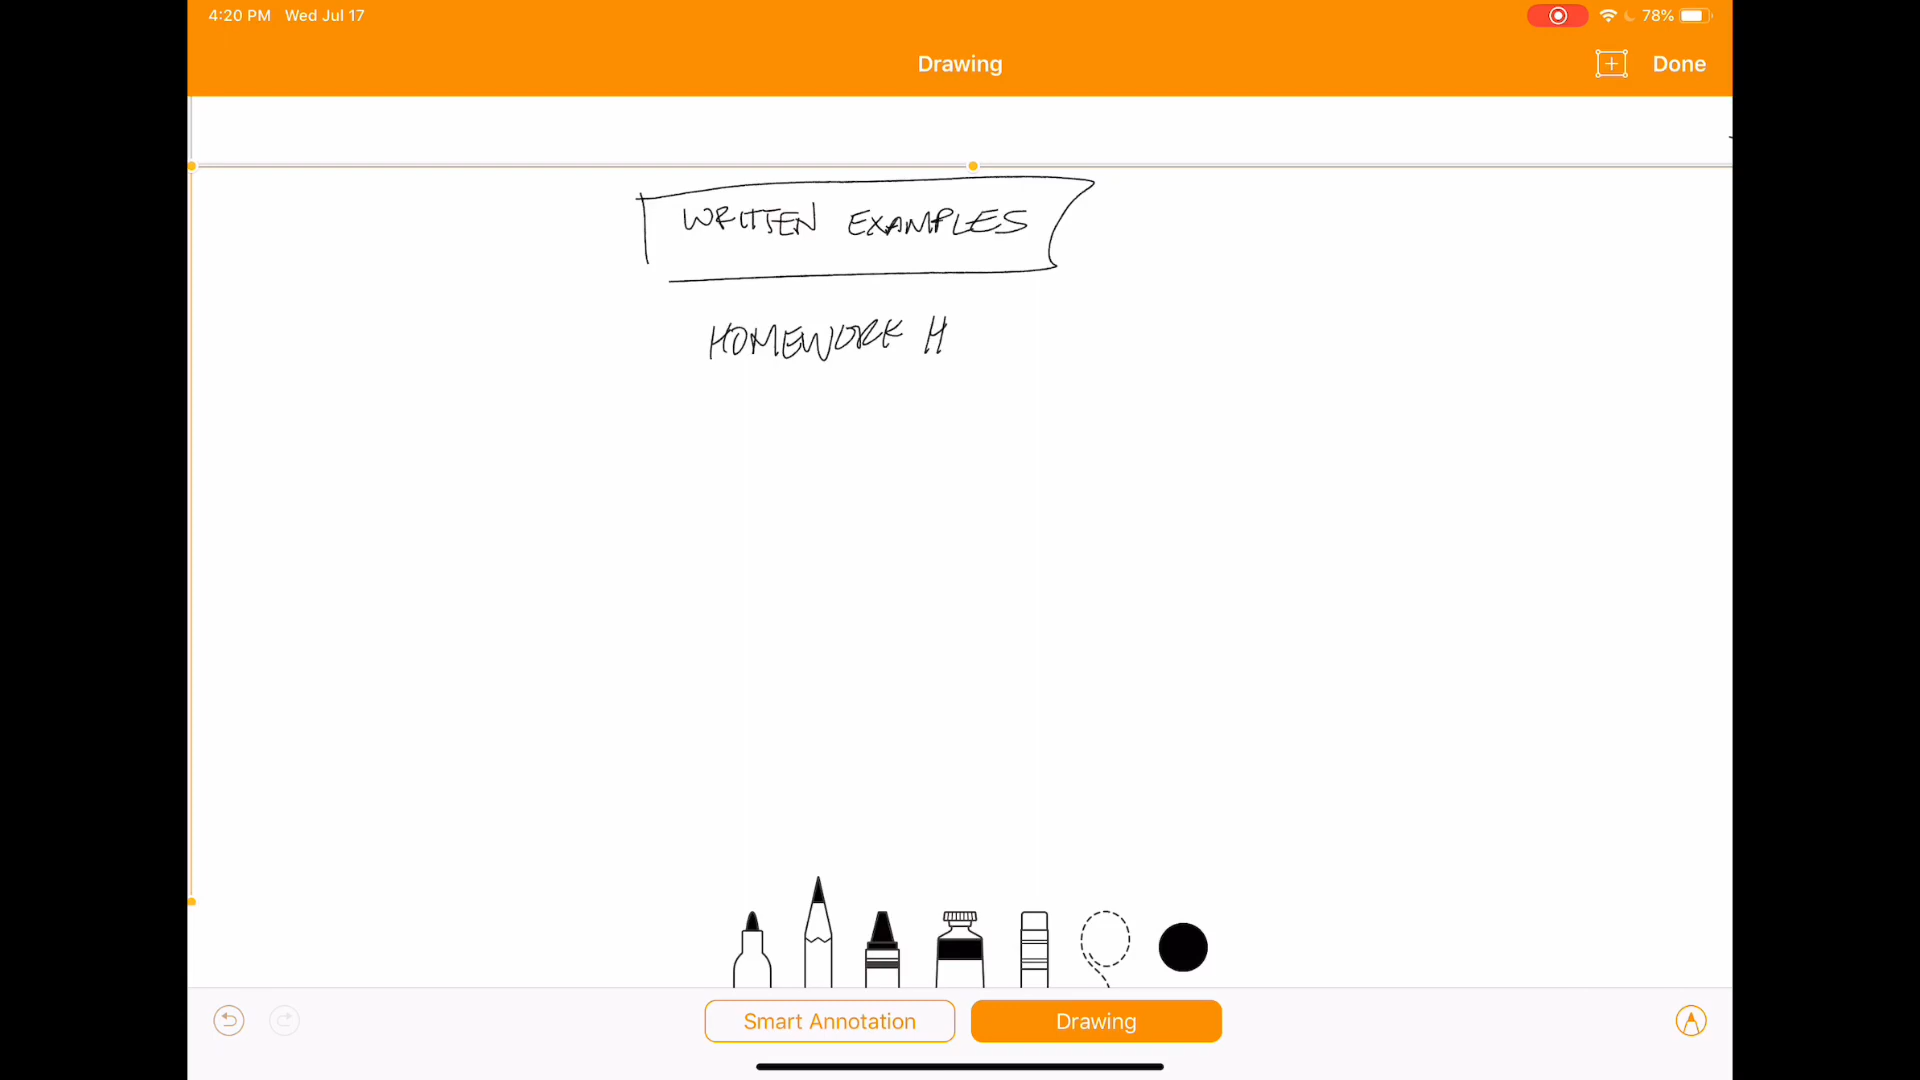 4:20 PM Wed Jul 17 78%
Drawing Done
WRITTEN EXAMPLES
HOMEWORK H
Smart Annotation Drawing